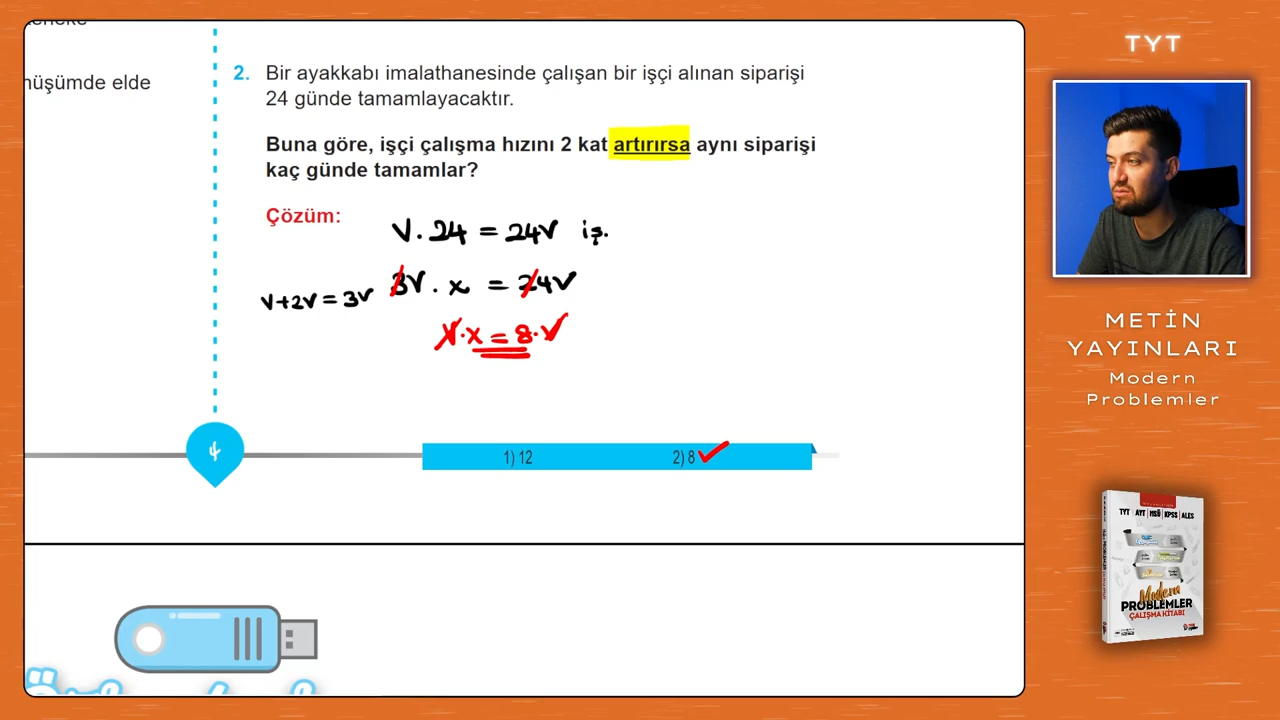 nüşümde elde
2. Bir ayakkabı imalathanesinde çalışan bir işçi alınan siparişi
24 günde tamamlayacaktır.
Buna göre, işçi çalışma hızını 2 kat artırırsa aynı siparişi
kaç günde tamamlar?
Çözüm:
V . 24 = 24V iş.
V+2V = 3V
3V . x = 24V
V . x = 8 . V
4
1) 12
2) 8
TYT
METİN
YAYINLARI
Modern
Problemler
TYT AYT MSÜ KPSS ALES
Modern
PROBLEMLER
ÇALIŞMA KİTABI